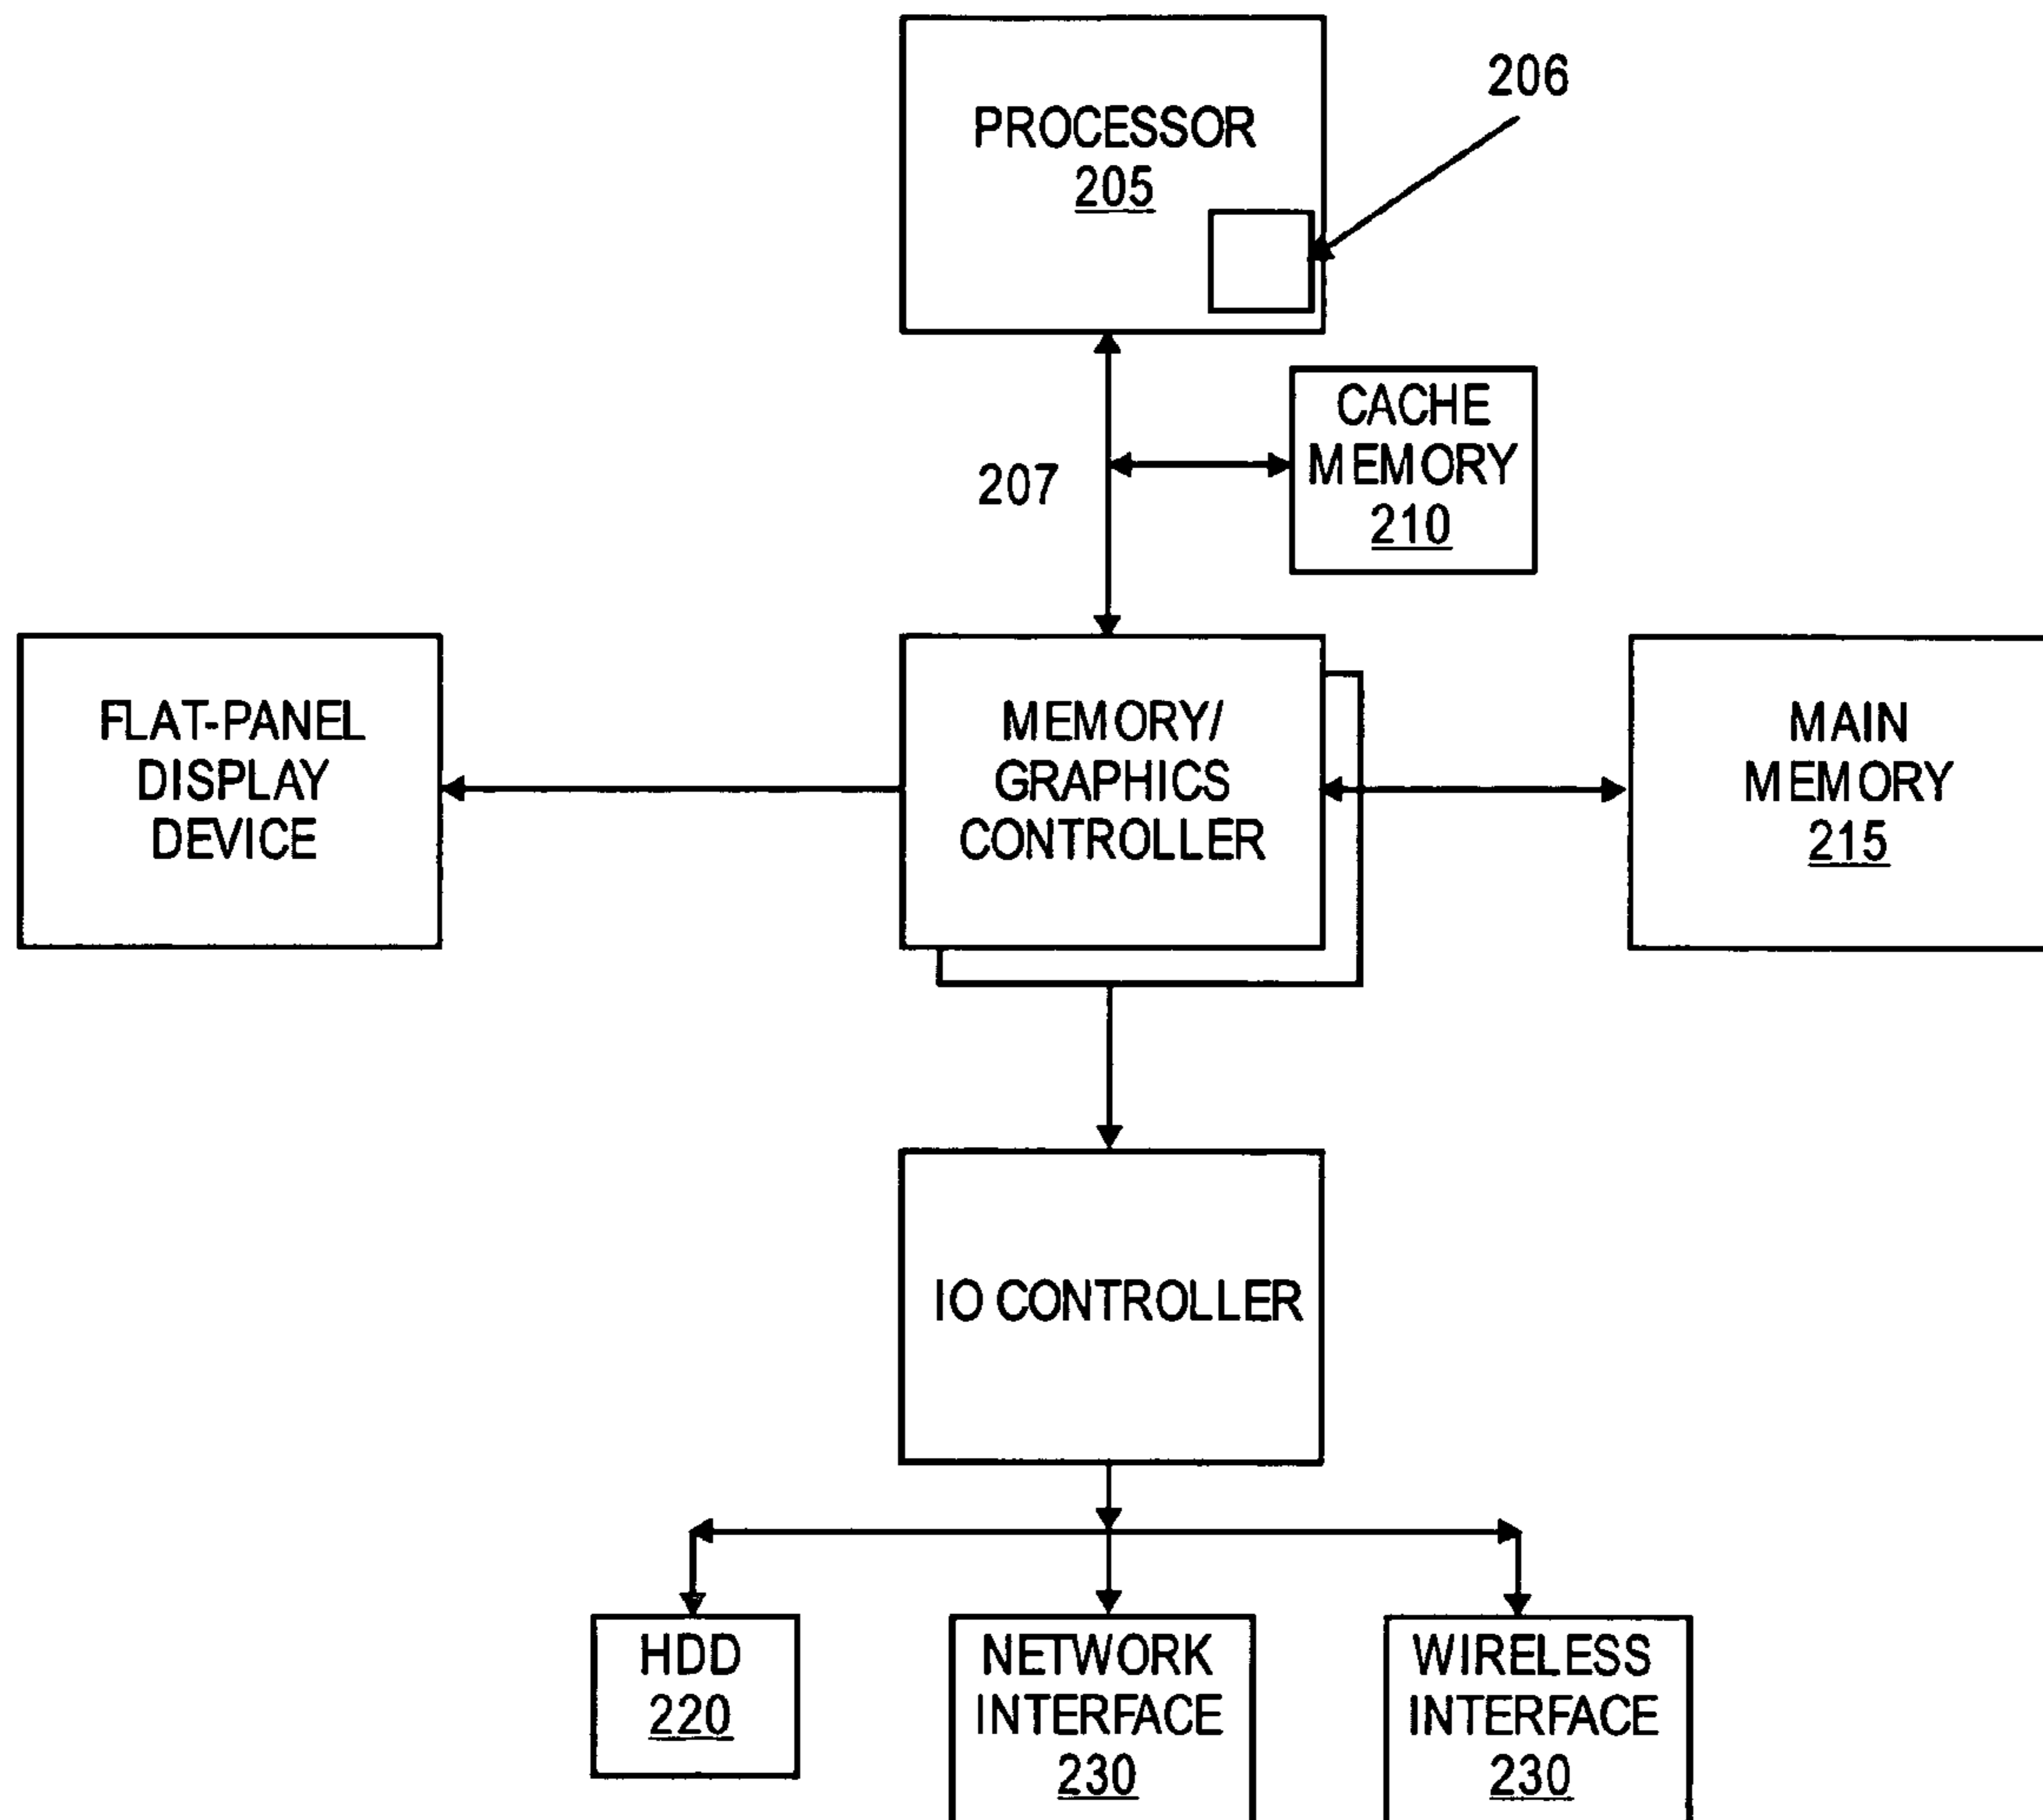 PROCESSOR
205
206
CACHE
MEMORY
210
207
FLAT-PANEL
DISPLAY
DEVICE
MEMORY/
GRAPHICS
CONTROLLER
MAIN
MEMORY
215
IO CONTROLLER
HDD
220
NETWORK
INTERFACE
230
WIRELESS
INTERFACE
230